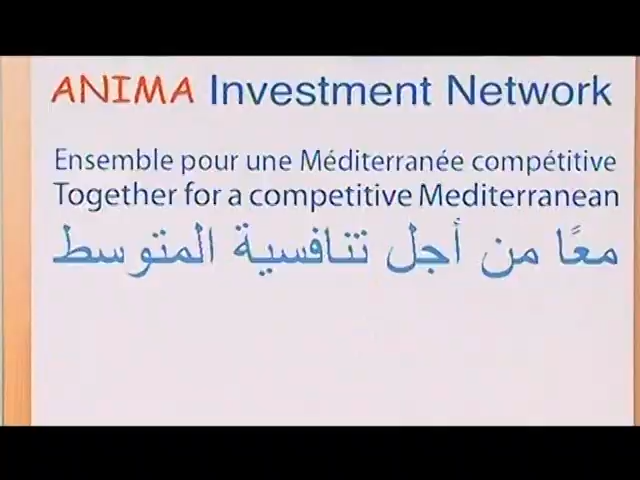 ANIMA Investment Network
Ensemble pour une Méditerranée compétitive
Together for a competitive Mediterranean
معًا من أجل تنافسية المتوسط